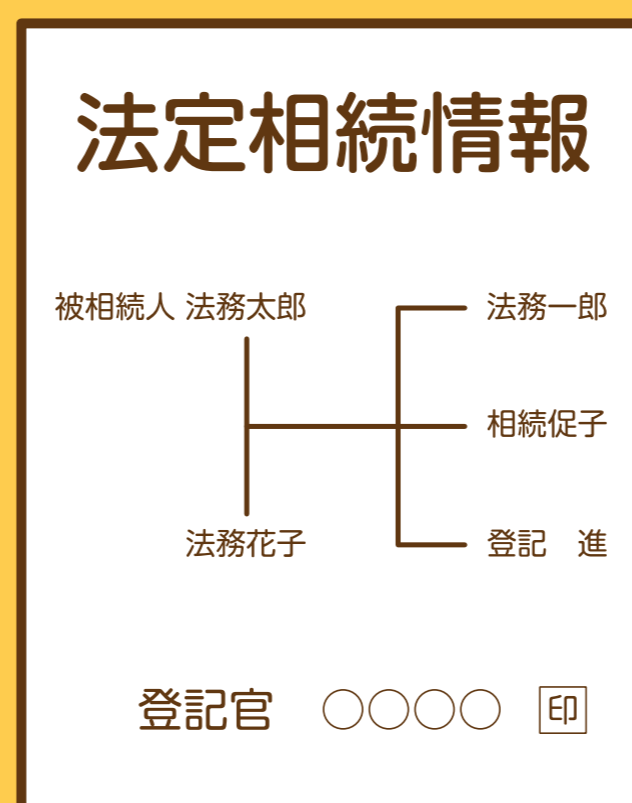 法定相続情報
被相続人 法務太郎
法務一郎
相続促子
法務花子
登記　進
登記官　○○○○　印